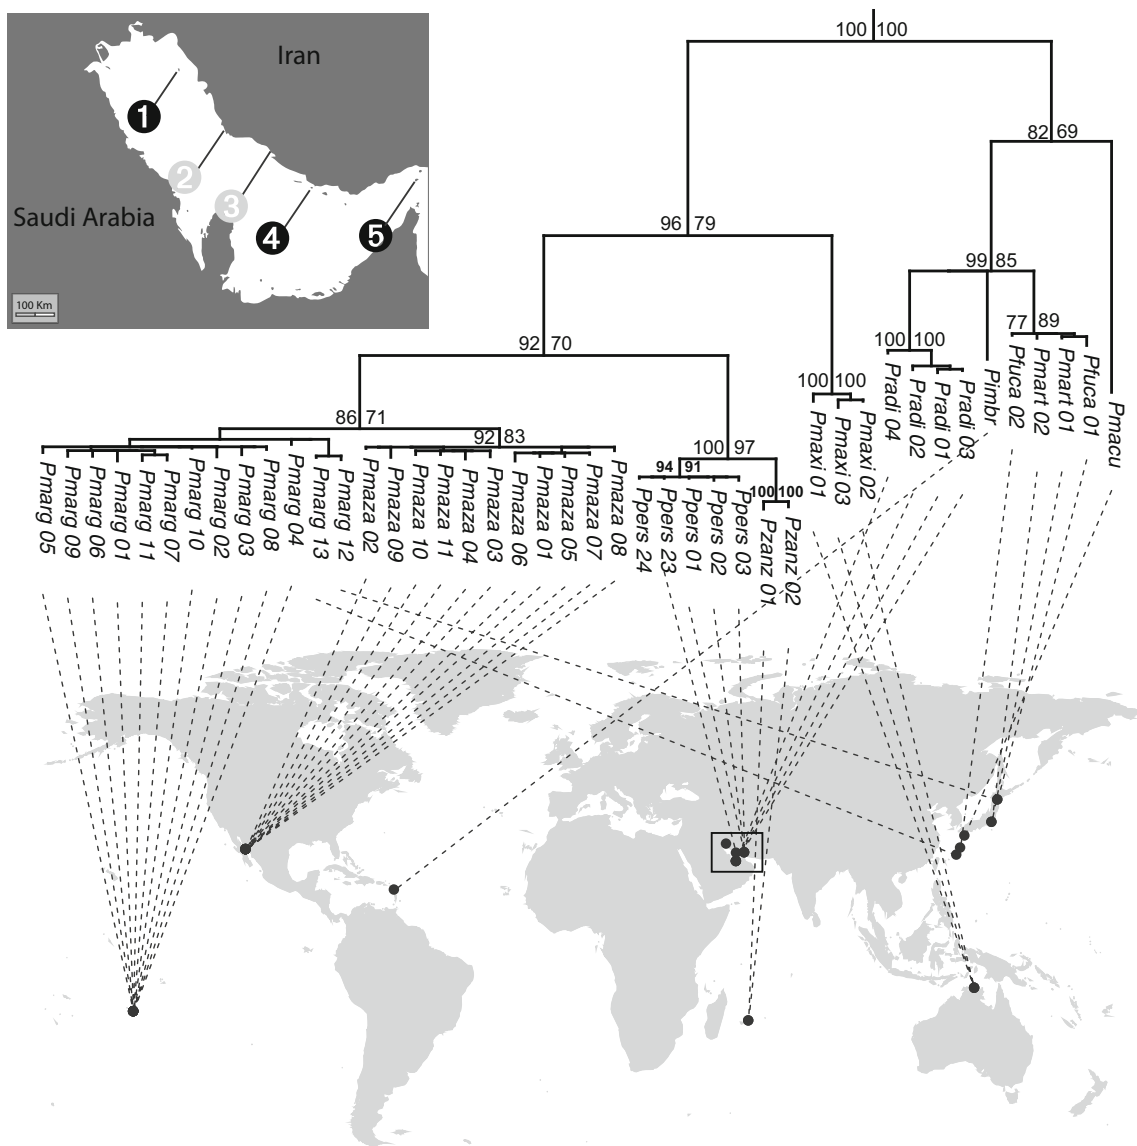 Iran
Saudi Arabia
1
2
3
4
5
100 Km
100 100
82 69
96 79
99 85
77 89
100 100
92 70
100 100
86 71
92 83
100 97
94 91
100 100
Pmarg 05
Pmarg 09
Pmarg 06
Pmarg 01
Pmarg 11
Pmarg 07
Pmarg 10
Pmarg 02
Pmarg 03
Pmarg 08
Pmarg 04
Pmarg 13
Pmarg 12
Pmaza 02
Pmaza 09
Pmaza 10
Pmaza 11
Pmaza 04
Pmaza 03
Pmaza 06
Pmaza 01
Pmaza 05
Pmaza 07
Pmaza 08
Ppers 24
Ppers 23
Ppers 01
Ppers 02
Ppers 03
Pzanz 01
Pzanz 02
Pmaxi 01
Pmaxi 03
Pmaxi 02
Pradi 04
Pradi 02
Pradi 01
Pradi 03
Pimbr
Pfuca 02
Pmart 02
Pmart 01
Pfuca 01
Pmacu